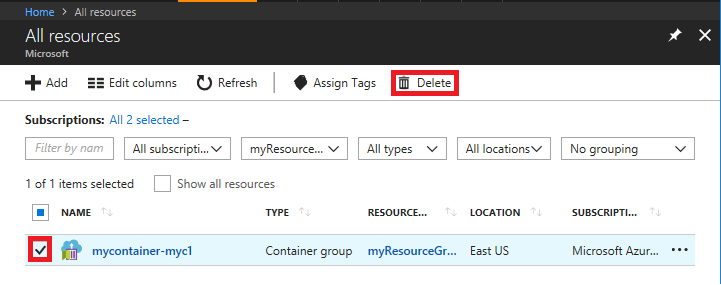 Home > All resources
All resources
Microsoft
Add Edit columns Refresh Assign Tags Delete
Subscriptions: All 2 selected –
Filter by nam All subscripti... myResource... All types All locations No grouping
1 of 1 items selected Show all resources
NAME TYPE RESOURCE... LOCATION SUBSCRIPTI...
mycontainer-myc1 Container group myResourceGr... East US Microsoft Azur... ...